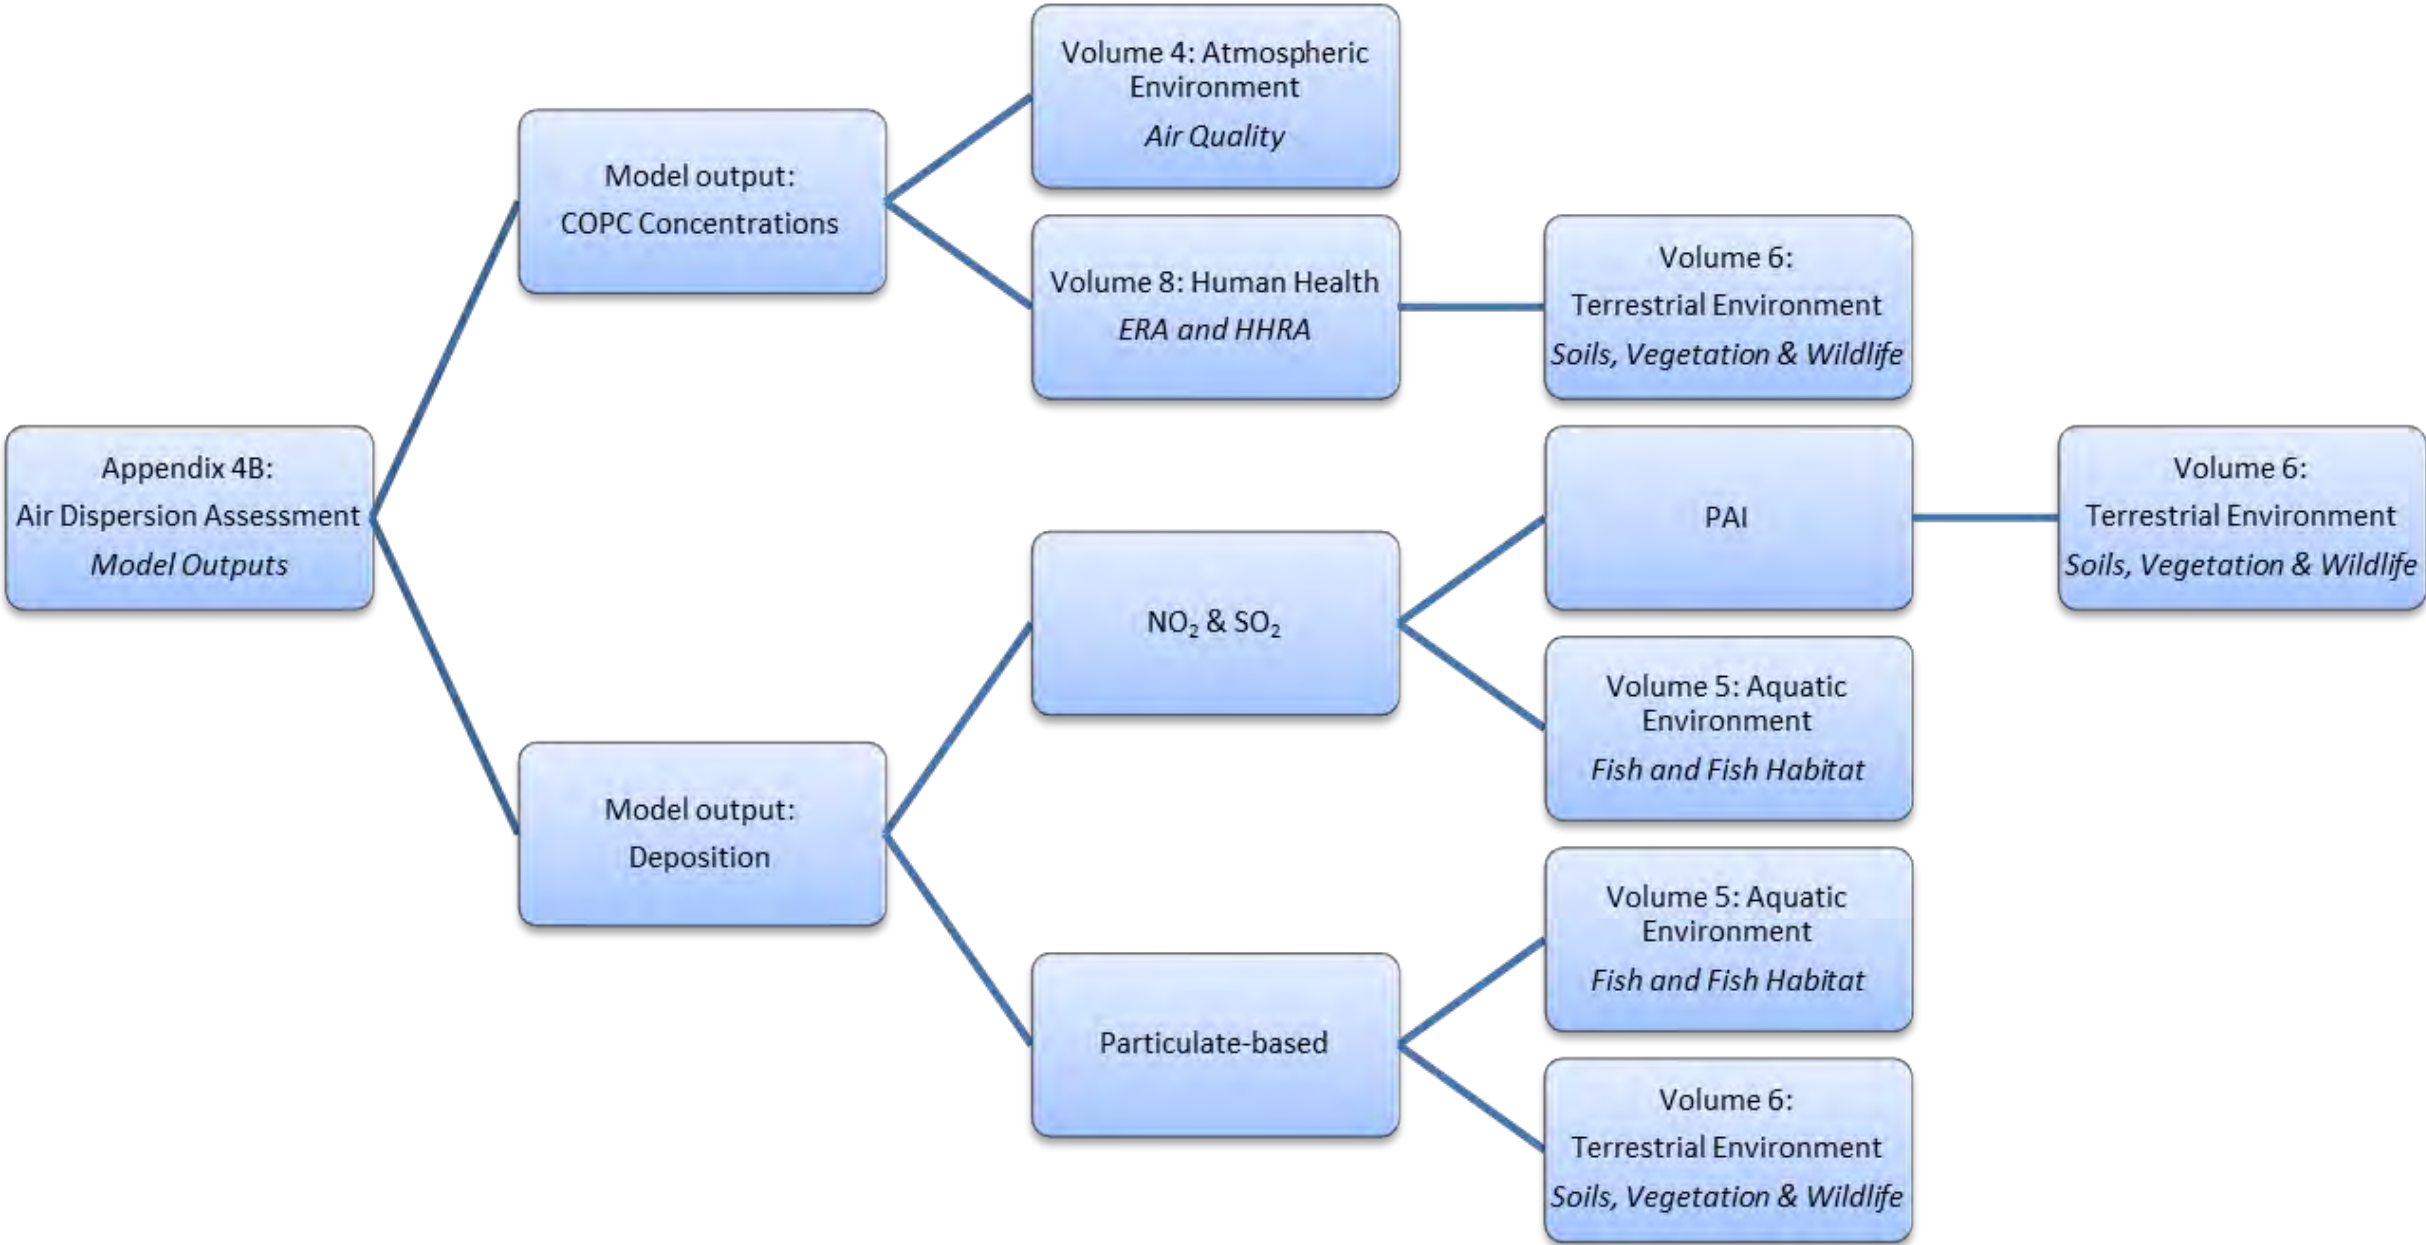 Appendix 4B:
Air Dispersion Assessment
Model Outputs
Model output:
COPC Concentrations
Volume 4: Atmospheric
Environment
Air Quality
Volume 8: Human Health
ERA and HHRA
Volume 6:
Terrestrial Environment
Soils, Vegetation & Wildlife
Model output:
Deposition
NO₂ & SO₂
PAI
Volume 6:
Terrestrial Environment
Soils, Vegetation & Wildlife
Volume 5: Aquatic
Environment
Fish and Fish Habitat
Particulate-based
Volume 5: Aquatic
Environment
Fish and Fish Habitat
Volume 6:
Terrestrial Environment
Soils, Vegetation & Wildlife